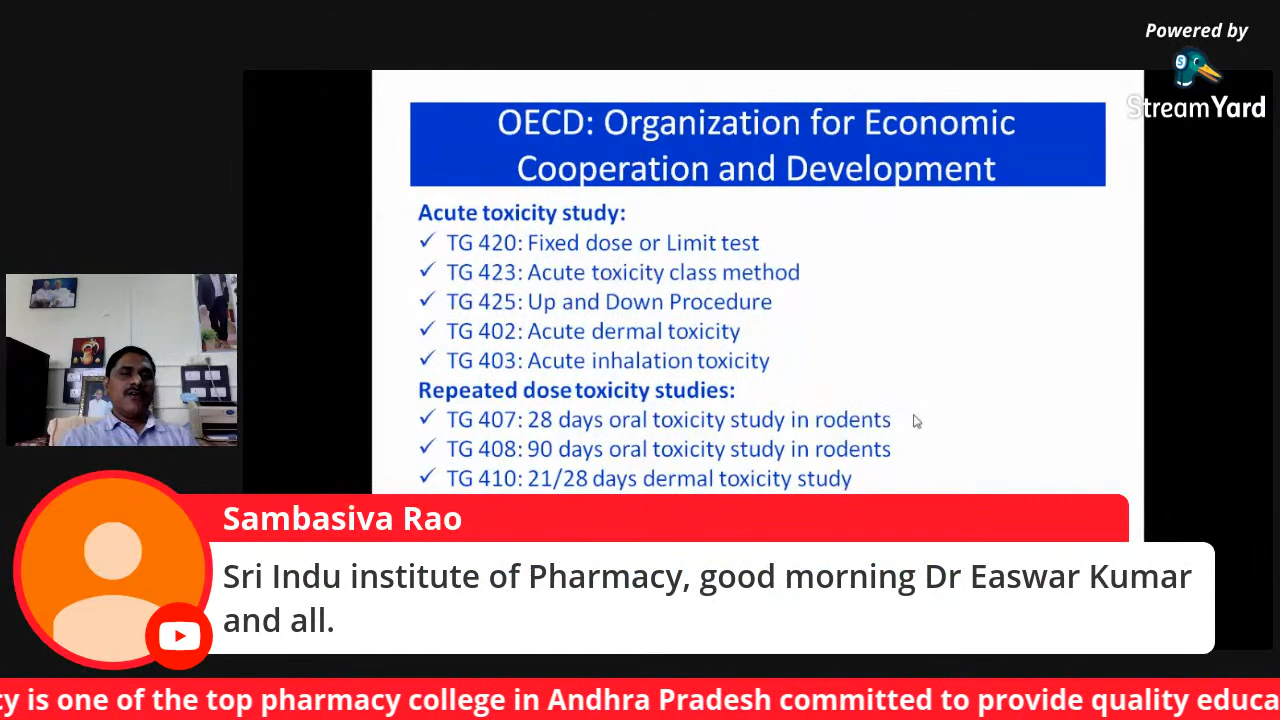 Powered by
StreamYard
OECD: Organization for Economic
Cooperation and Development
Acute toxicity study:
✓ TG 420: Fixed dose or Limit test
✓ TG 423: Acute toxicity class method
✓ TG 425: Up and Down Procedure
✓ TG 402: Acute dermal toxicity
✓ TG 403: Acute inhalation toxicity
Repeated dose toxicity studies:
✓ TG 407: 28 days oral toxicity study in rodents
✓ TG 408: 90 days oral toxicity study in rodents
✓ TG 410: 21/28 days dermal toxicity study
Sambasiva Rao
Sri Indu institute of Pharmacy, good morning Dr Easwar Kumar
and all.
cy is one of the top pharmacy college in Andhra Pradesh committed to provide quality educa